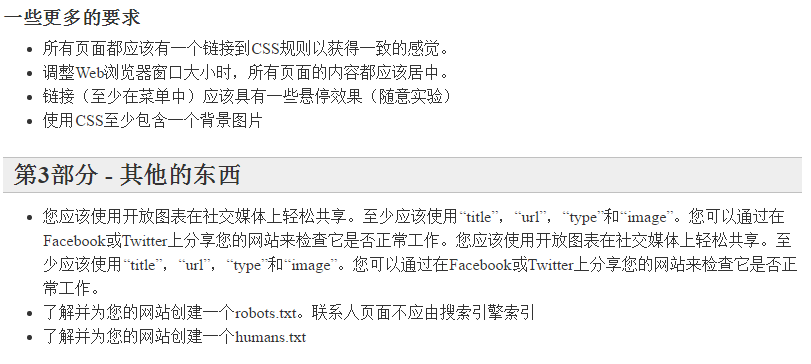 一些更多的要求
所有页面都应该有一个链接到CSS规则以获得一致的感觉。
调整Web浏览器窗口大小时，所有页面的内容都应该居中。
链接（至少在菜单中）应该具有一些悬停效果（随意实验）
使用CSS至少包含一个背景图片
第3部分 - 其他的东西
您应该使用开放图表在社交媒体上轻松共享。至少应该使用“title”，“url”，“type”和“image”。您可以通过在
Facebook或Twitter上分享您的网站来检查它是否正常工作。您应该使用开放图表在社交媒体上轻松共享。至
少应该使用“title”，“url”，“type”和“image”。您可以通过在Facebook或Twitter上分享您的网站来检查它是否正
常工作。
了解并为您的网站创建一个robots.txt。联系人页面不应由搜索引擎索引
了解并为您的网站创建一个humans.txt